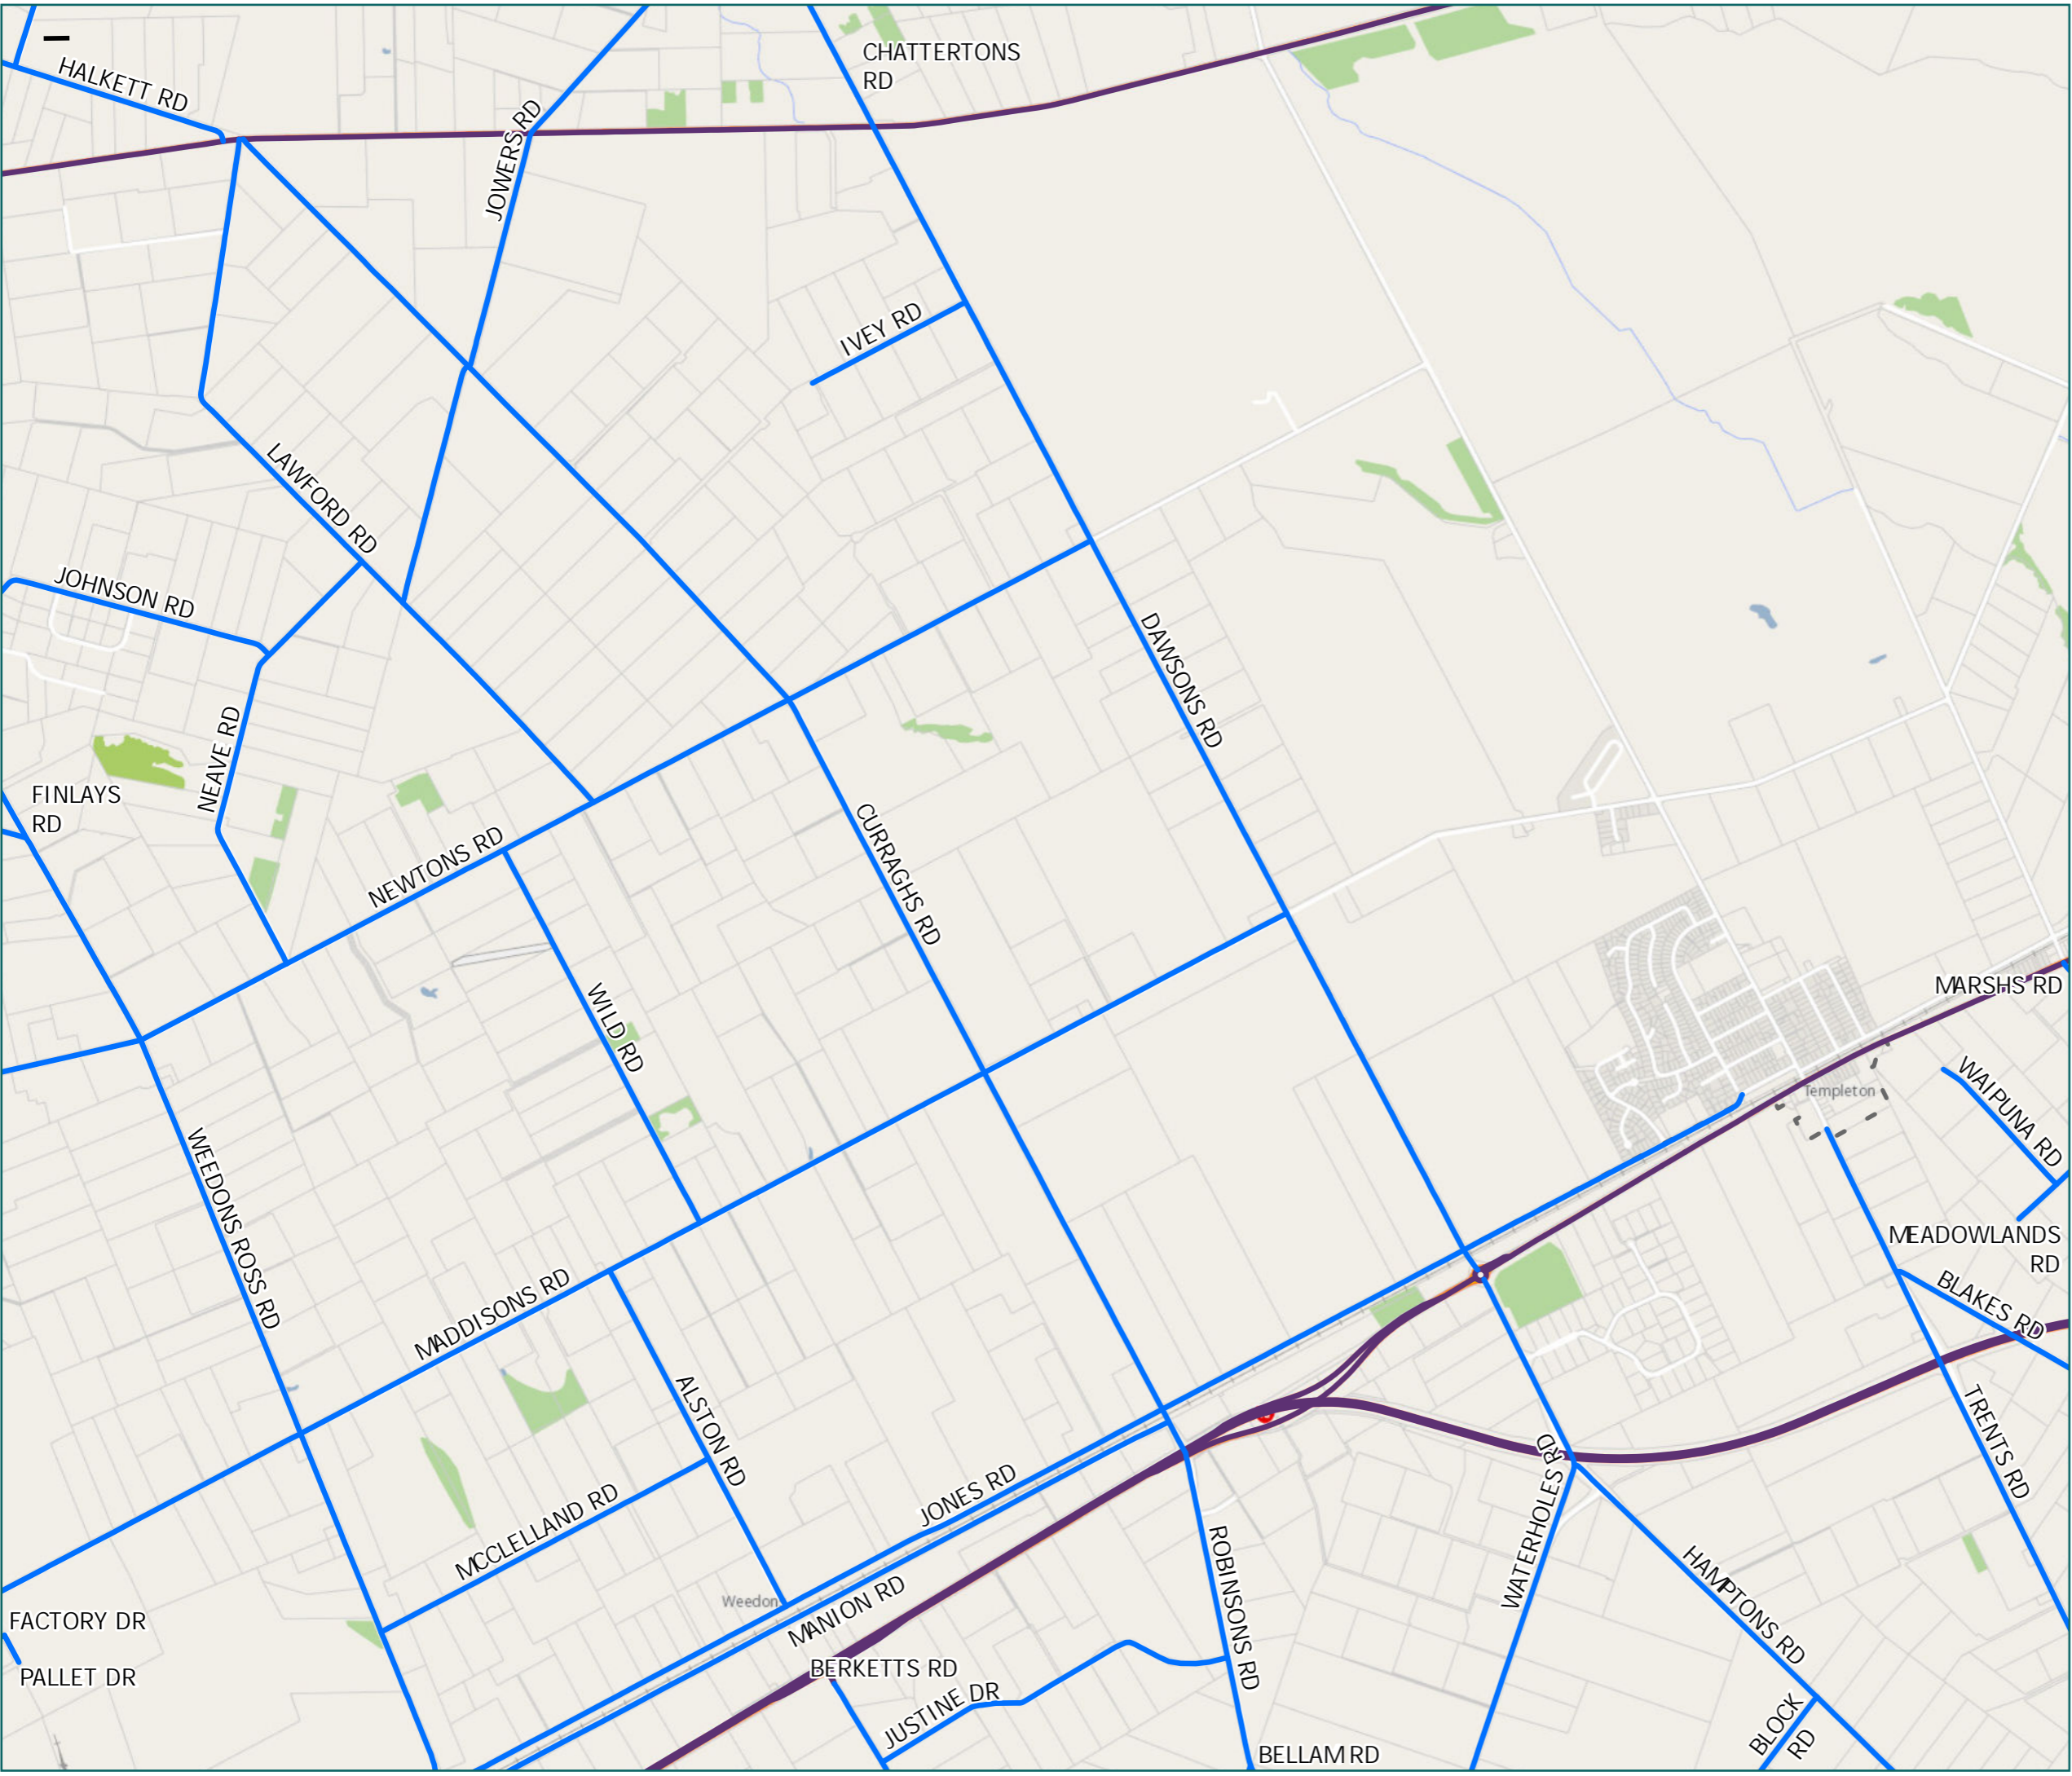 CHATTERTONS
RD
HALKETT RD
JOWERS RD
IVEY RD
LAWFORD RD
JOHNSON RD
DAWSONS RD
NEAVE RD
FINLAYS
RD
CURRAGHS RD
NEWTONS RD
MARSHS RD
WILD RD
WAIPUNA RD
Templeton
WEEDONS ROSS RD
MEADOWLANDS
RD
MADDISONS RD
BLAKES RD
ALSTON RD
TRENTS RD
WATERHOLES RD
JONES RD
MCCLELLAND RD
ROBINSONS RD
HAMPTONS RD
Weedon
MANION RD
FACTORY DR
BERKETTS RD
PALLET DR
JUSTINE DR
BLOCK
RD
BELLAM RD